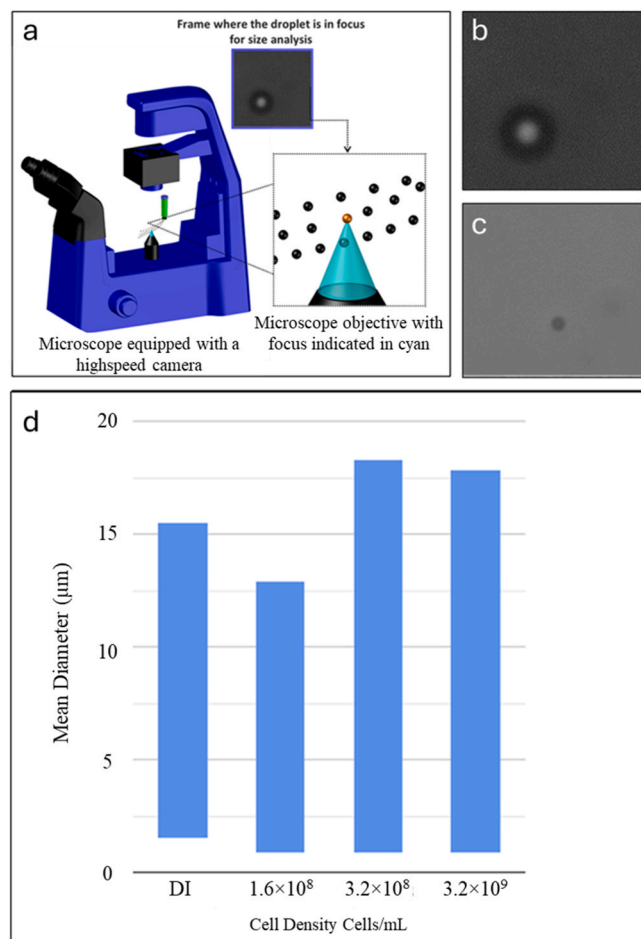 a
Frame where the droplet is in focus
for size analysis
Microscope equipped with a
highspeed camera
Microscope objective with
focus indicated in cyan
b
c
d
Mean Diameter (μm)
20
15
10
5
0
DI
1.6×10⁸
3.2×10⁸
3.2×10⁹
Cell Density Cells/mL